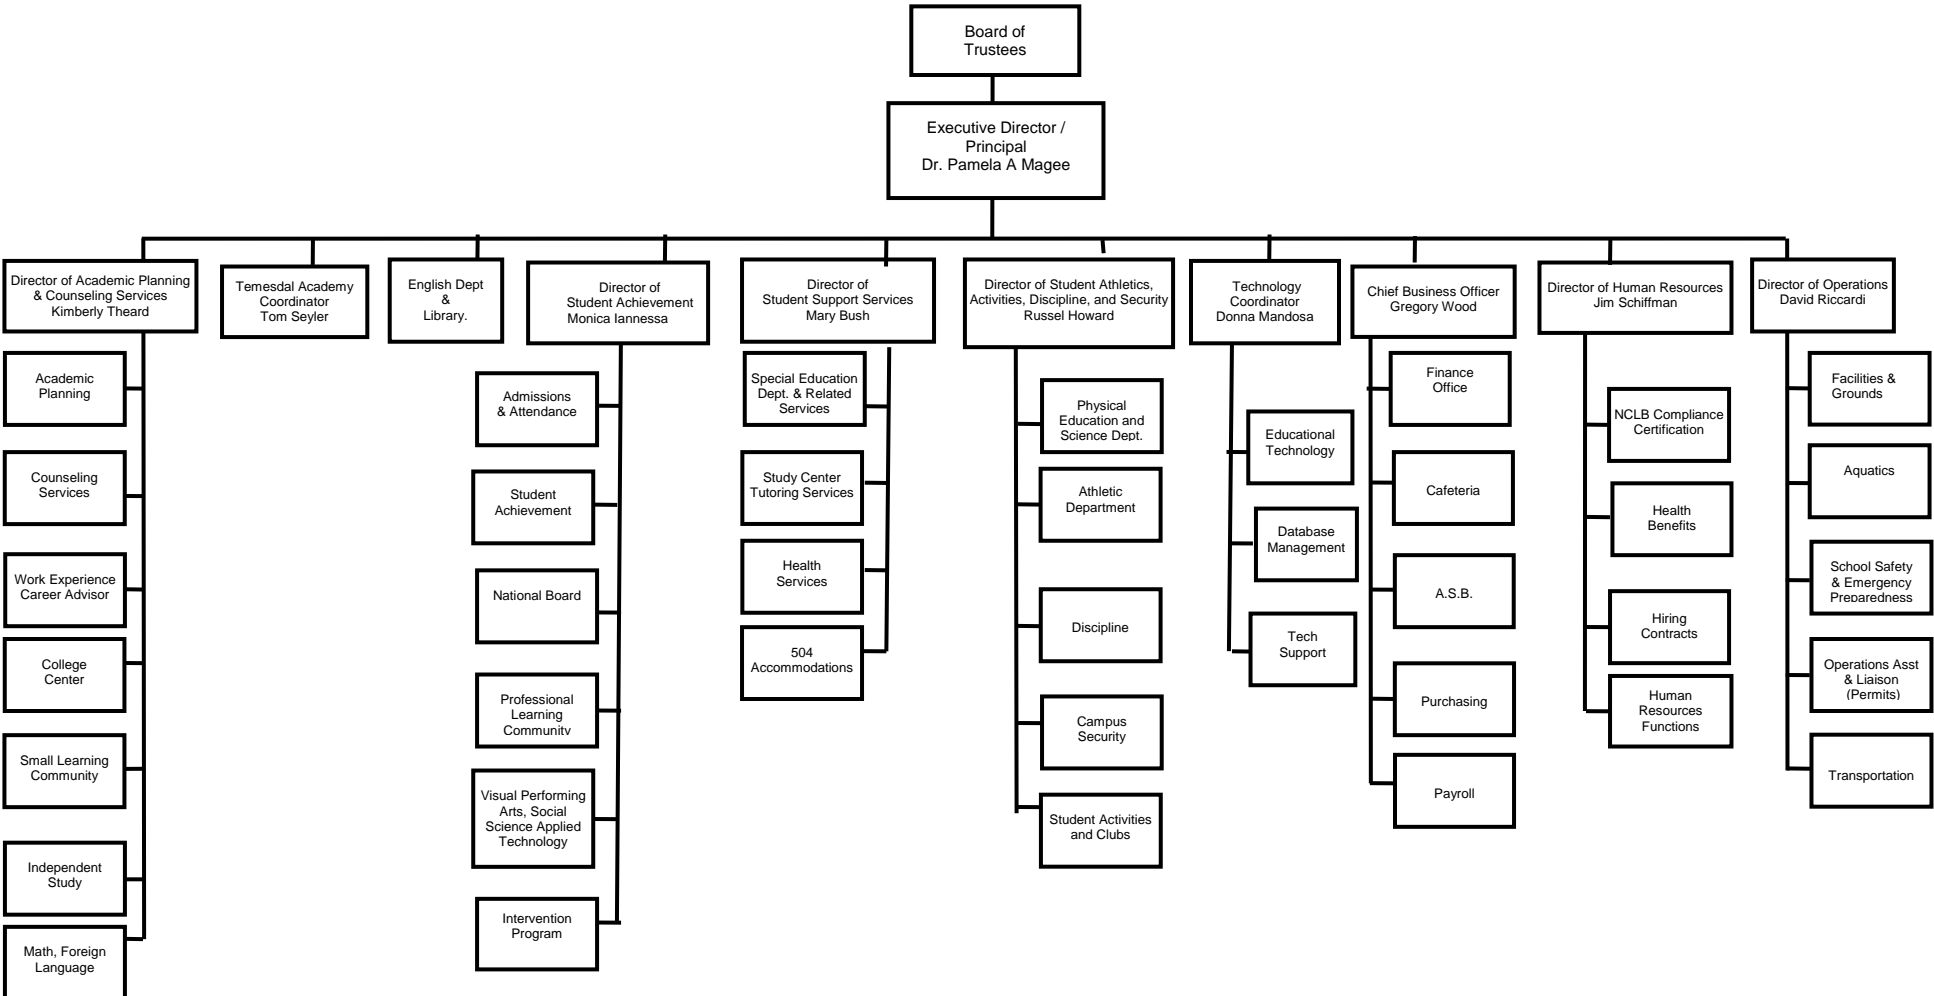 Board of
Trustees
Executive Director /
Principal
Dr. Pamela A Magee
Director of Academic Planning
& Counseling Services
Kimberly Theard
Temesdal Academy
Coordinator
Tom Seyler
English Dept
&
Library.
Director of
Student Achievement
Monica Iannessa
Director of
Student Support Services
Mary Bush
Director of Student Athletics,
Activities, Discipline, and Security
Russel Howard
Technology
Coordinator
Donna Mandosa
Chief Business Officer
Gregory Wood
Director of Human Resources
Jim Schiffman
Director of Operations
David Riccardi
Academic
Planning
Counseling
Services
Work Experience
Career Advisor
College
Center
Small Learning
Community
Independent
Study
Math, Foreign
Language
Admissions
& Attendance
Student
Achievement
National Board
Professional
Learning
Community
Visual Performing
Arts, Social
Science Applied
Technology
Intervention
Program
Special Education
Dept. & Related
Services
Study Center
Tutoring Services
Health
Services
504
Accommodations
Physical
Education and
Science Dept.
Athletic
Department
Discipline
Campus
Security
Student Activities
and Clubs
Educational
Technology
Database
Management
Tech
Support
Finance
Office
Cafeteria
A.S.B.
Purchasing
Payroll
NCLB Compliance
Certification
Health
Benefits
Hiring
Contracts
Human
Resources
Functions
Facilities &
Grounds
Aquatics
School Safety
& Emergency
Preparedness
Operations Asst
& Liaison
(Permits)
Transportation